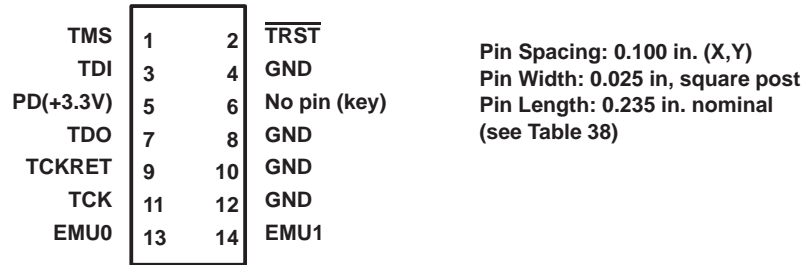 TMS 1 2 TRST
TDI 3 4 GND
PD(+3.3V) 5 6 No pin (key)
TDO 7 8 GND
TCKRET 9 10 GND
TCK 11 12 GND
EMU0 13 14 EMU1
Pin Spacing: 0.100 in. (X,Y)
Pin Width: 0.025 in, square post
Pin Length: 0.235 in. nominal
(see Table 38)